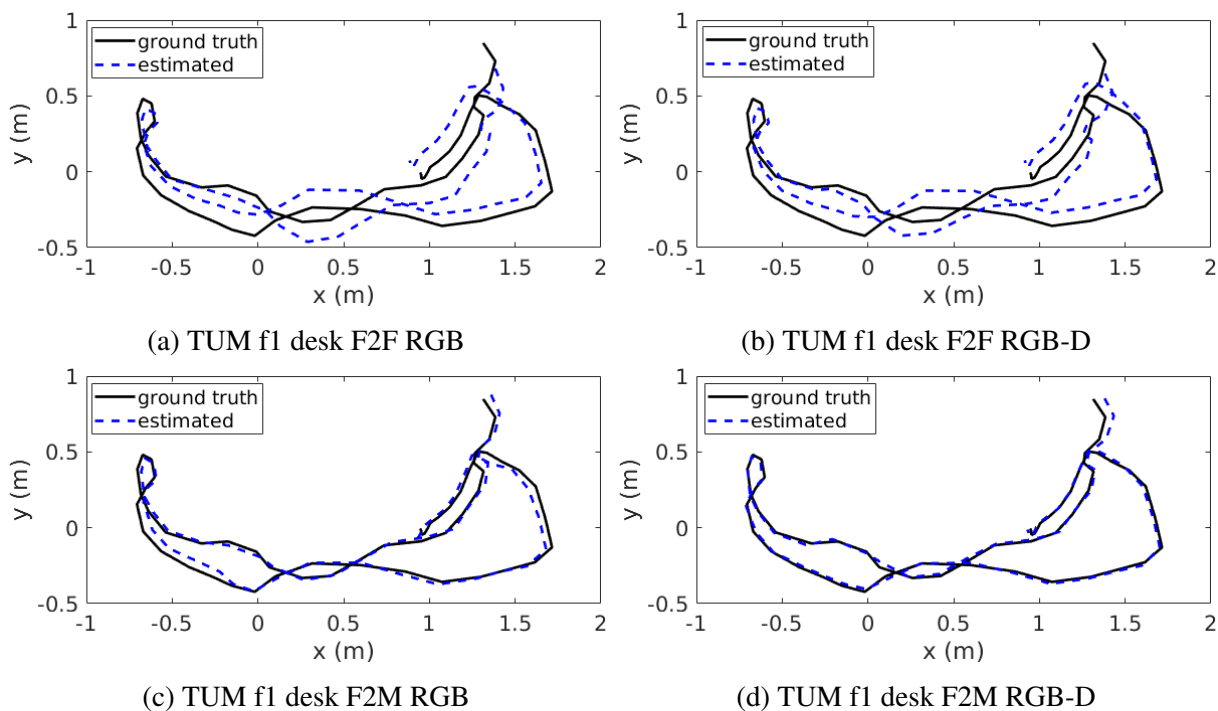 1
0.5
0
-0.5
y (m)
ground truth
estimated
-1 -0.5 0 0.5 1 1.5 2
x (m)
(a) TUM f1 desk F2F RGB
1
0.5
0
-0.5
y (m)
ground truth
estimated
-1 -0.5 0 0.5 1 1.5 2
x (m)
(b) TUM f1 desk F2F RGB-D
1
0.5
0
-0.5
y (m)
ground truth
estimated
-1 -0.5 0 0.5 1 1.5 2
x (m)
(c) TUM f1 desk F2M RGB
1
0.5
0
-0.5
y (m)
ground truth
estimated
-1 -0.5 0 0.5 1 1.5 2
x (m)
(d) TUM f1 desk F2M RGB-D